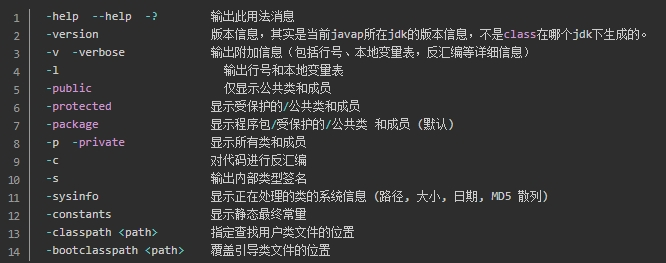 1 -help --help -? 输出此用法消息
2 -version 版本信息，其实是当前javap所在jdk的版本信息，不是class在哪个jdk下生成的。
3 -v -verbose 输出附加信息（包括行号、本地变量表，反汇编等详细信息）
4 -l 输出行号和本地变量表
5 -public 仅显示公共类和成员
6 -protected 显示受保护的/公共类和成员
7 -package 显示程序包/受保护的/公共类 和成员 (默认)
8 -p -private 显示所有类和成员
9 -c 对代码进行反汇编
10 -s 输出内部类型签名
11 -sysinfo 显示正在处理的类的系统信息 (路径, 大小, 日期, MD5 散列)
12 -constants 显示静态最终常量
13 -classpath <path> 指定查找用户类文件的位置
14 -bootclasspath <path> 覆盖引导类文件的位置